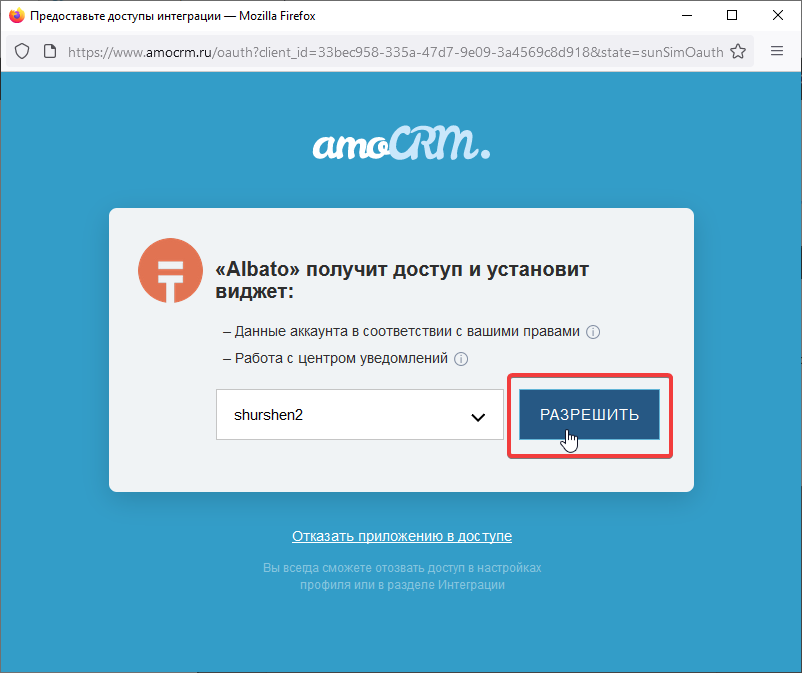 Предоставьте доступы интеграции — Mozilla Firefox
https://www.amocrm.ru/oauth?client_id=33bec958-335a-47d7-9e09-3a4569c8d918&state=sunSimOauth
amoCRM.
«Albato» получит доступ и установит
виджет:
– Данные аккаунта в соответствии с вашими правами
– Работа с центром уведомлений
shurshen2
РАЗРЕШИТЬ
Отказать приложению в доступе
Вы всегда сможете отозвать доступ в настройках
профиля или в разделе Интеграции